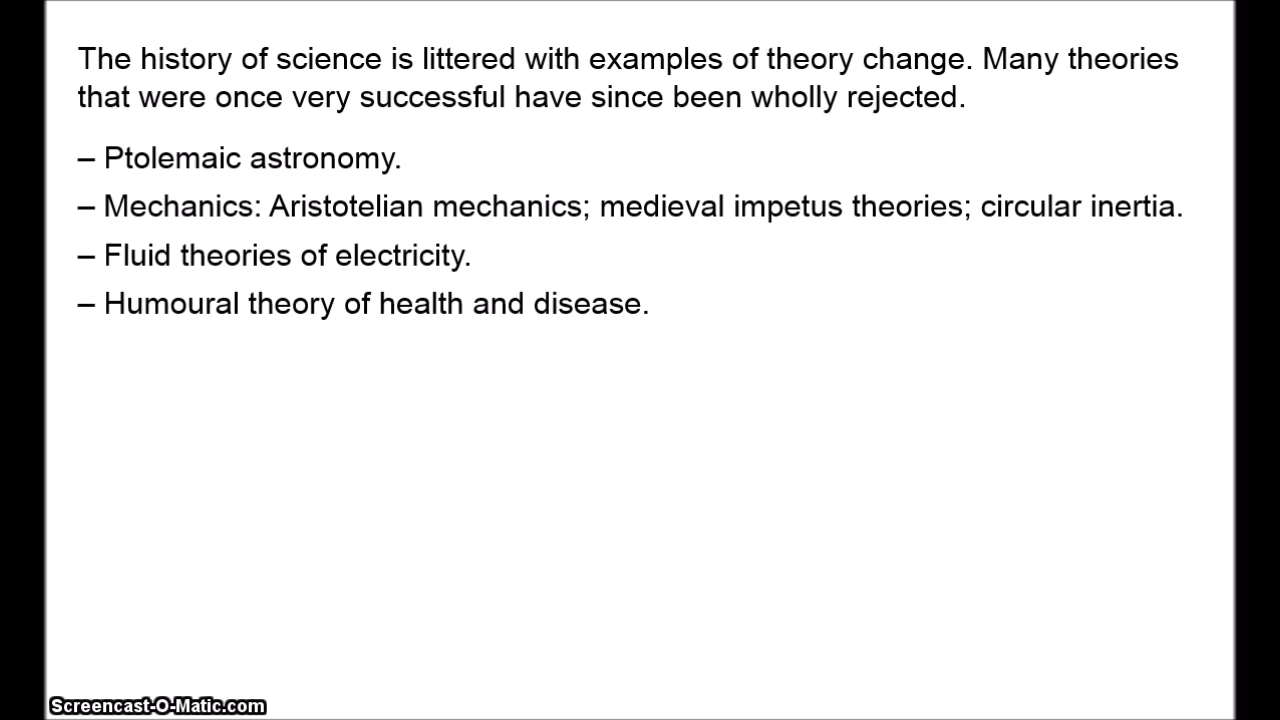 The history of science is littered with examples of theory change. Many theories
that were once very successful have since been wholly rejected.
– Ptolemaic astronomy.
– Mechanics: Aristotelian mechanics; medieval impetus theories; circular inertia.
– Fluid theories of electricity.
– Humoural theory of health and disease.
Screencast-O-Matic.com